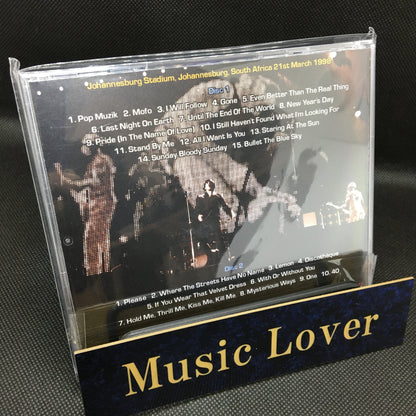 Johannesburg Stadium, Johannesburg, South Africa 21st March 1998
Disc 1
1. Pop Muzik 2. Mofo 3. I Will Follow 4. Gone 5. Even Better Than The Real Thing
6. Last Night On Earth 7. Until The End Of The World 8. New Year's Day
9. Pride (In The Name Of Love) 10. I Still Haven't Found What I'm Looking For
11. Stand By Me 12. All I Want Is You 13. Staring At The Sun
14. Sunday Bloody Sunday 15. Bullet The Blue Sky
Disc 2
1. Please 2. Where The Streets Have No Name 3. Lemon 4. Discothèque
5. If You Wear That Velvet Dress 6. With Or Without You
7. Hold Me, Thrill Me, Kiss Me, Kill Me 8. Mysterious Ways 9. One 10. 40
Music Lover